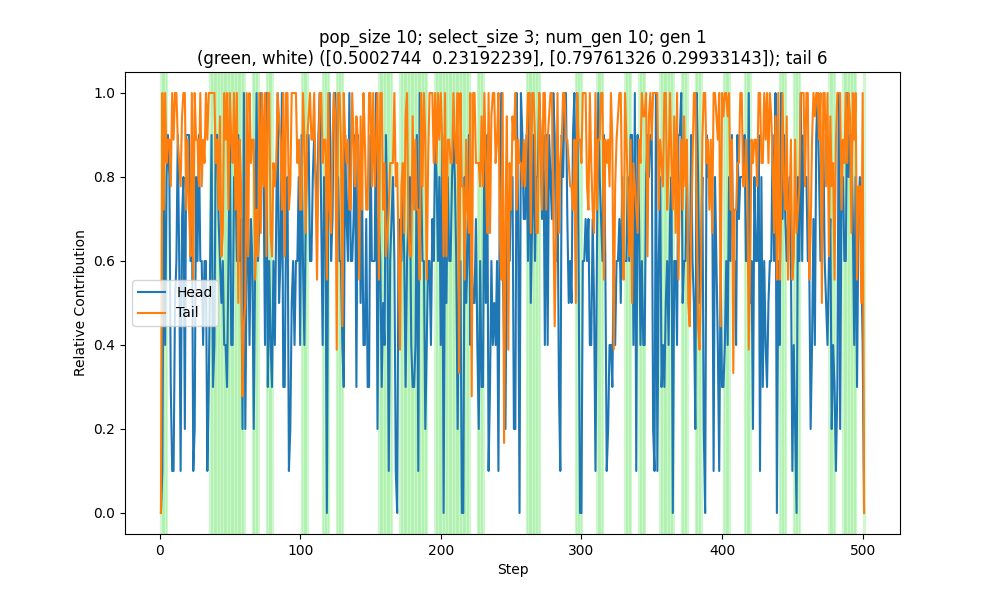 pop_size 10; select_size 3; num_gen 10; gen 1
(green, white) ([0.5002744  0.23192239], [0.79761326 0.29933143]); tail 6
Relative Contribution
1.0
0.8
0.6
0.4
0.2
0.0
Head
Tail
0
100
200
300
400
500
Step